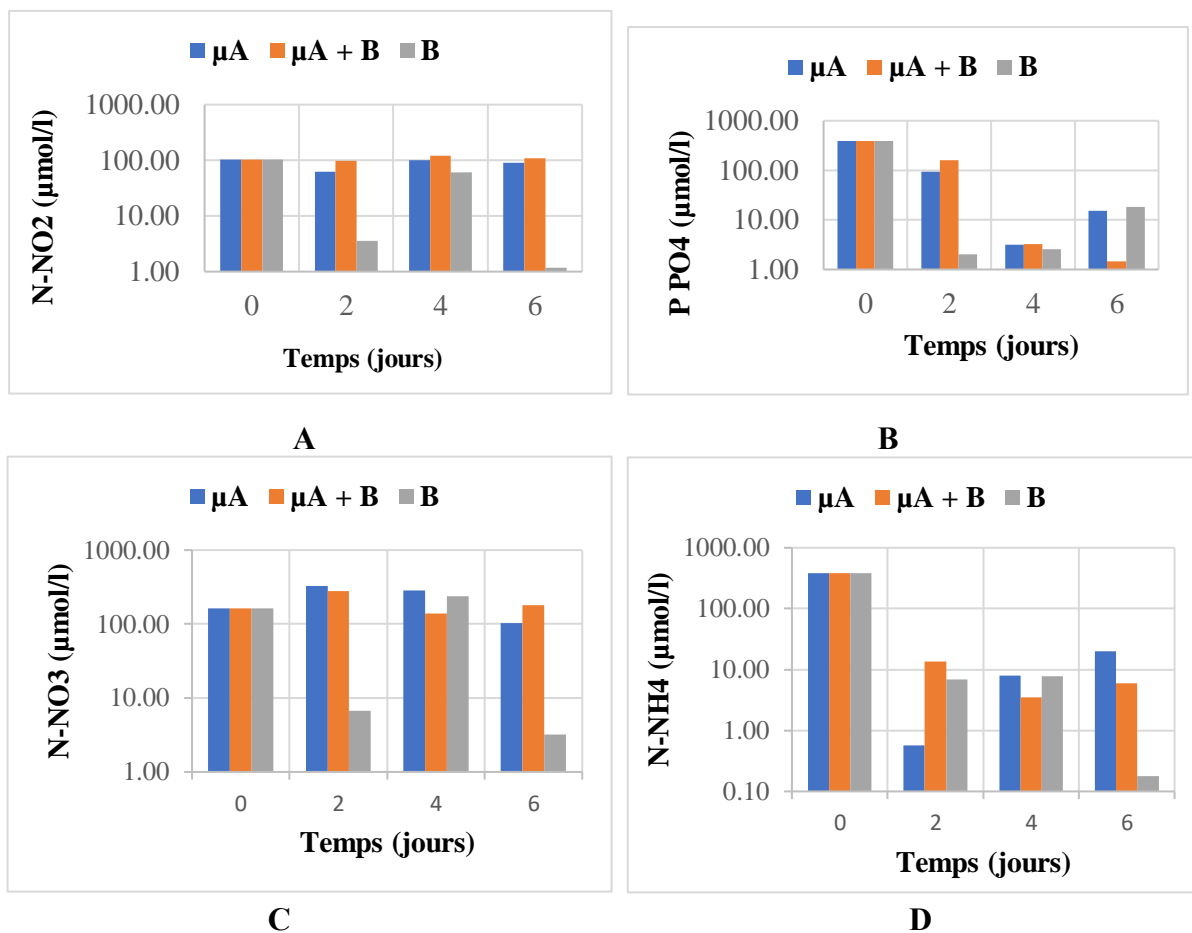 µA µA + B B
N-NO2 (µmol/l)
1000.00
100.00
10.00
1.00
0 2 4 6
Temps (jours)
A
µA µA + B B
P PO4 (µmol/l)
1000.00
100.00
10.00
1.00
0 2 4 6
Temps (jours)
B
µA µA + B B
N-NO3 (µmol/l)
1000.00
100.00
10.00
1.00
0 2 4 6
Temps (jours)
C
µA µA + B B
N-NH4 (µmol/l)
1000.00
100.00
10.00
1.00
0.10
0 2 4 6
Temps (jours)
D